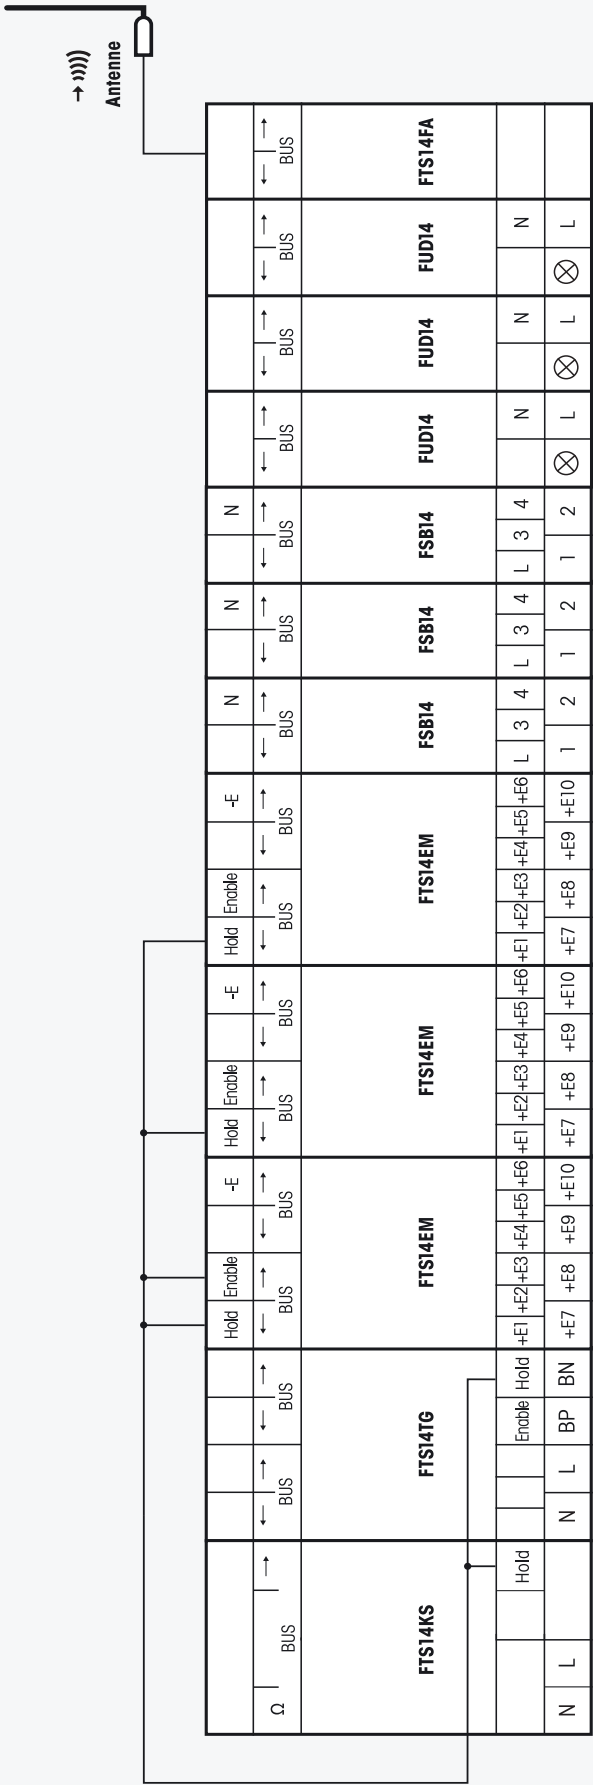 Antenne
Hold Enable -E Hold Enable -E Hold Enable -E N N N
Ω
BUS BUS BUS BUS BUS BUS BUS BUS BUS BUS BUS BUS BUS BUS BUS BUS
FTS14KS FTS14TG FTS14EM FTS14EM FTS14EM FSB14 FSB14 FSB14 FUD14 FUD14 FUD14 FTS14FA
Hold Enable Hold +E1 +E2 +E3 +E4 +E5 +E6 +E1 +E2 +E3 +E4 +E5 +E6 +E1 +E2 +E3 +E4 +E5 +E6 L 3 4 L 3 4 L 3 4 N N N
N L N L BP BN +E7 +E8 +E9 +E10 +E7 +E8 +E9 +E10 +E7 +E8 +E9 +E10 1 2 1 2 1 2 L L L